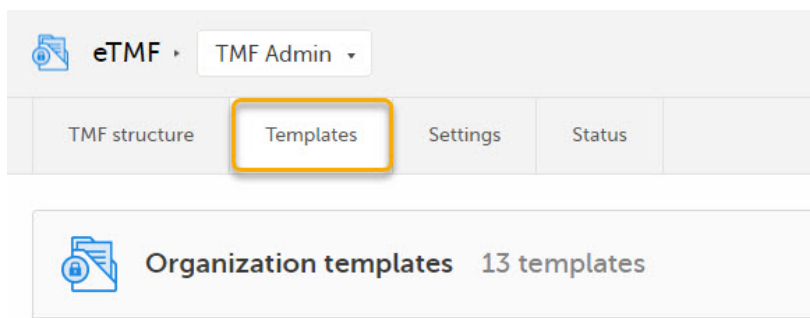 eTMF TMF Admin
TMF structure Templates Settings Status
Organization templates 13 templates